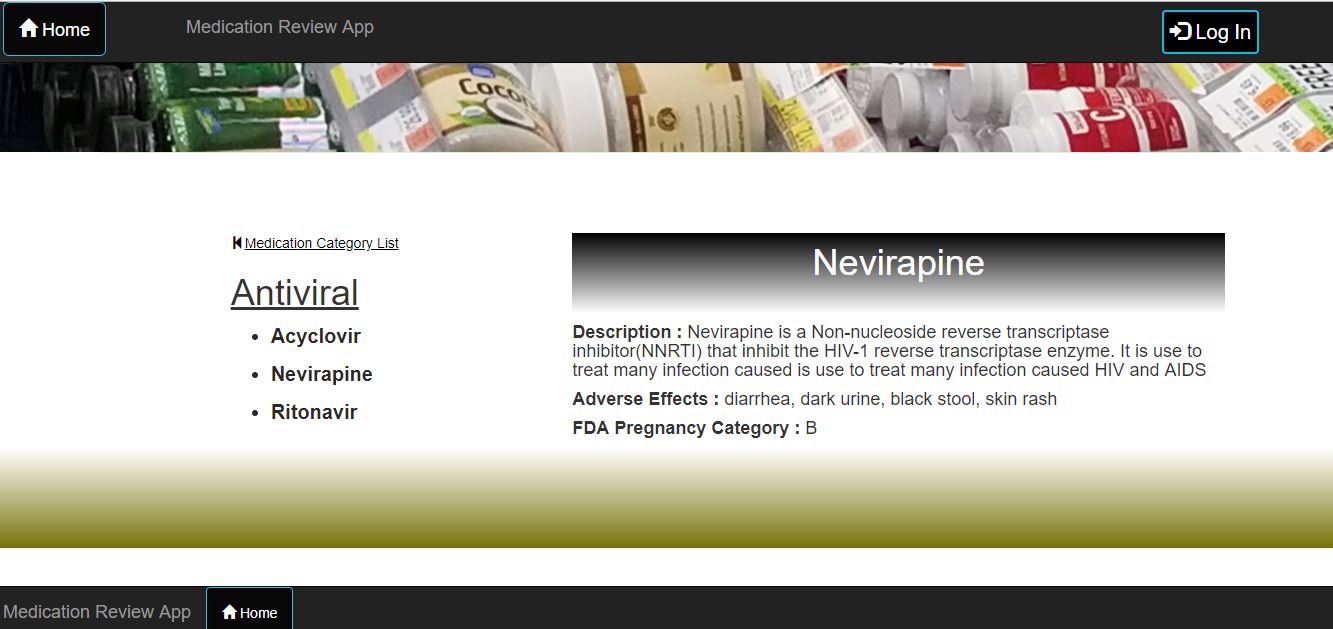 Home
Medication Review App
Log In
Coco
C
Medication Category List
Antiviral
Acyclovir
Nevirapine
Ritonavir
Nevirapine
Description : Nevirapine is a Non-nucleoside reverse transcriptase
inhibitor(NNRTI) that inhibit the HIV-1 reverse transcriptase enzyme. It is use to
treat many infection caused is use to treat many infection caused HIV and AIDS
Adverse Effects : diarrhea, dark urine, black stool, skin rash
FDA Pregnancy Category : B
Medication Review App
Home